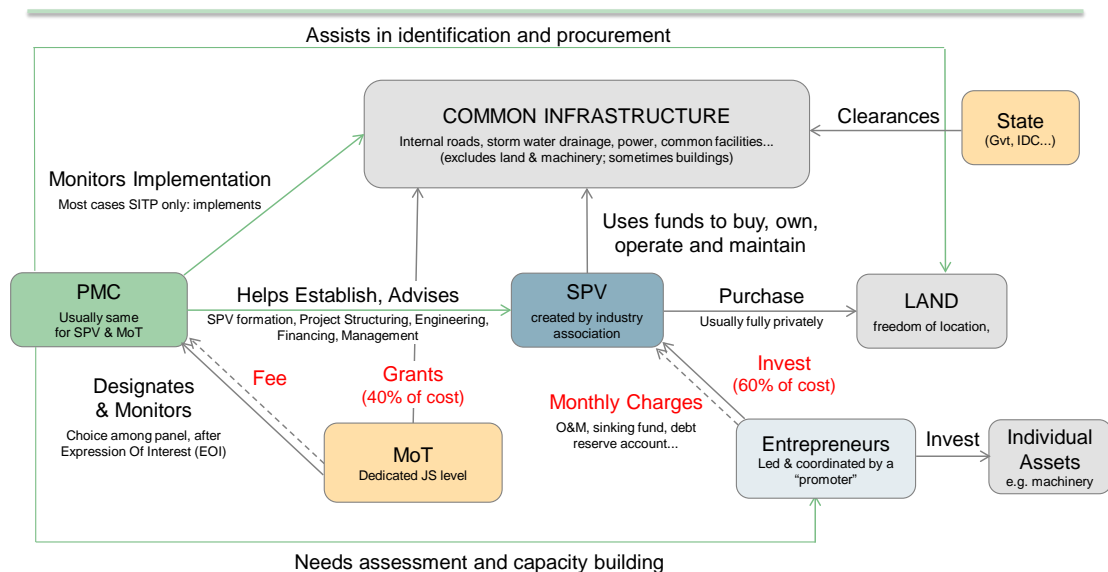 Assists in identification and procurement
COMMON INFRASTRUCTURE
Internal roads, storm water drainage, power, common facilities...
(excludes land & machinery; sometimes buildings)
Clearances
State
(Gvt, IDC...)
Monitors Implementation
Most cases SITP only: implements
Uses funds to buy, own,
operate and maintain
PMC
Usually same
for SPV & MoT
Helps Establish, Advises
SPV formation, Project Structuring, Engineering,
Financing, Management
SPV
created by industry
association
Purchase
Usually fully privately
LAND
freedom of location,
Designates
& Monitors
Choice among panel, after
Expression Of Interest (EOI)
Fee
Grants
(40% of cost)
MoT
Dedicated JS level
Invest
(60% of cost)
Monthly Charges
O&M, sinking fund, debt
reserve account...
Entrepreneurs
Led & coordinated by a
“promoter”
Invest
Individual
Assets
e.g. machinery
Needs assessment and capacity building